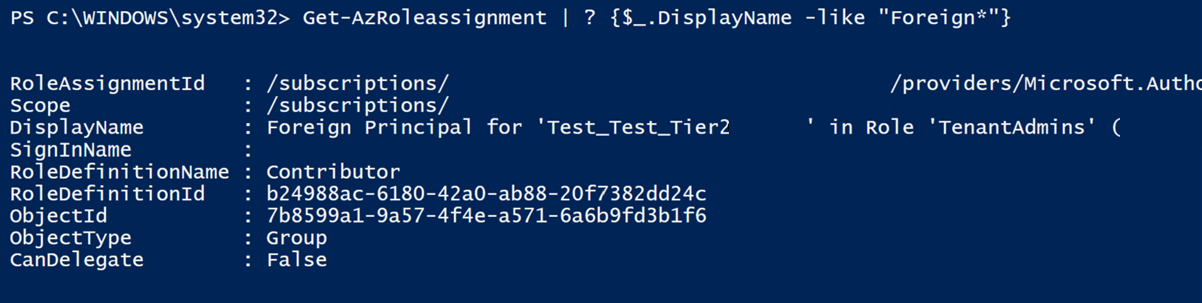 PS C:\WINDOWS\system32> Get-AzRoleassignment | ? {$_.DisplayName -like "Foreign*"}
RoleAssignmentId : /subscriptions/ /providers/Microsoft.Autho
Scope : /subscriptions/
DisplayName : Foreign Principal for 'Test_Test_Tier2 ' in Role 'TenantAdmins' (
SignInName :
RoleDefinitionName : Contributor
RoleDefinitionId : b24988ac-6180-42a0-ab88-20f7382dd24c
ObjectId : 7b8599a1-9a57-4f4e-a571-6a6b9fd3b1f6
ObjectType : Group
CanDelegate : False